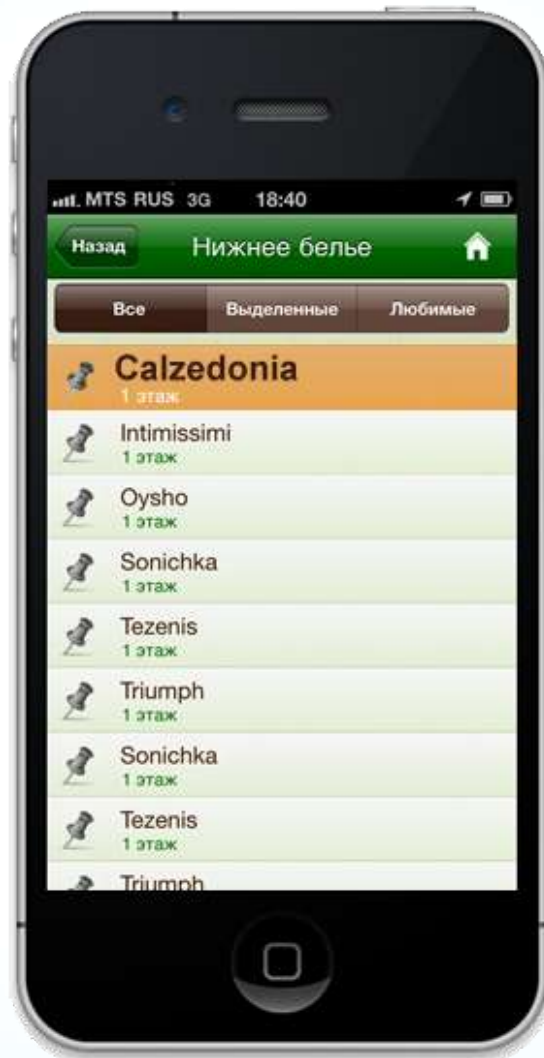 MTS RUS 3G 18:40
Назад Нижнее белье
Все Выделенные Любимые
Calzedonia
1 этаж
Intimissimi
1 этаж
Oysho
1 этаж
Sonichka
1 этаж
Tezenis
1 этаж
Triumph
1 этаж
Sonichka
1 этаж
Tezenis
1 этаж
Triumph